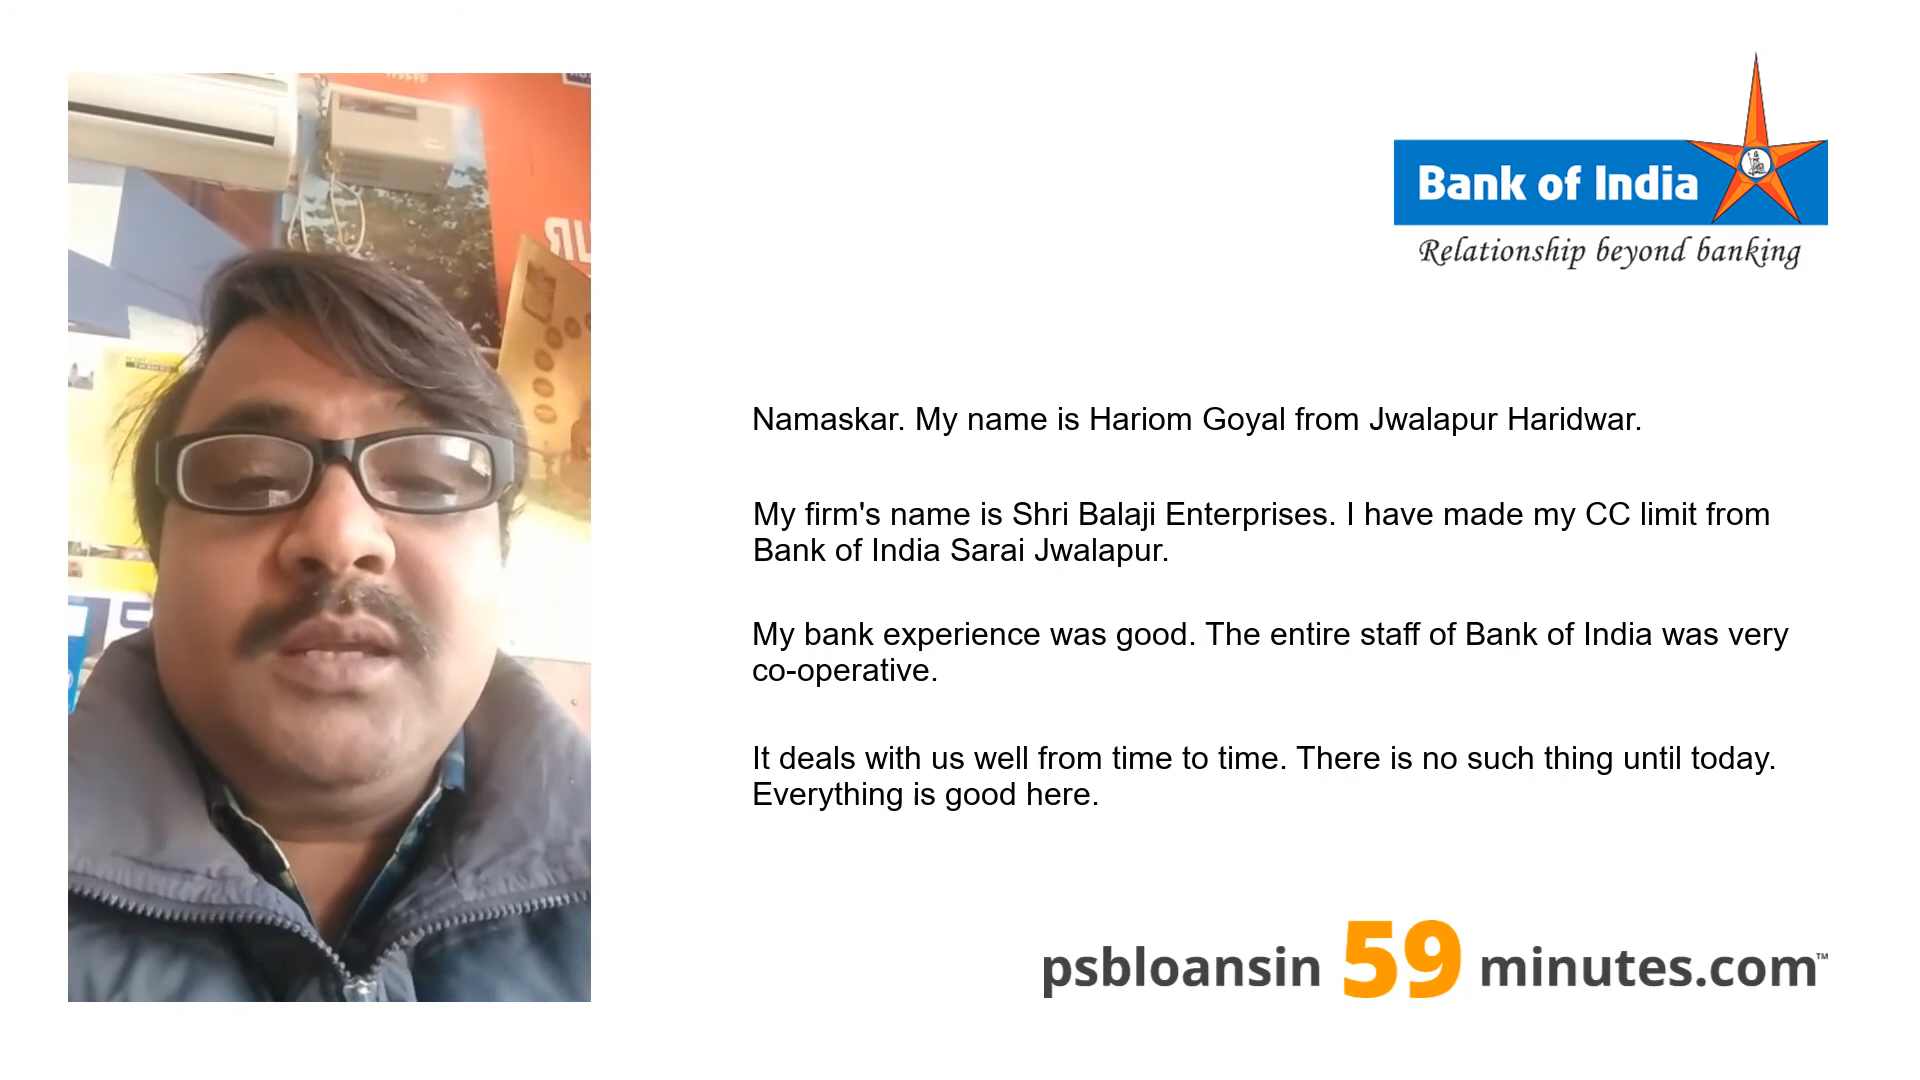 Bank of India
Relationship beyond banking
Namaskar. My name is Hariom Goyal from Jwalapur Haridwar.
My firm's name is Shri Balaji Enterprises. I have made my CC limit from
Bank of India Sarai Jwalapur.
My bank experience was good. The entire staff of Bank of India was very
co-operative.
It deals with us well from time to time. There is no such thing until today.
Everything is good here.
psbloansin 59 minutes.com™